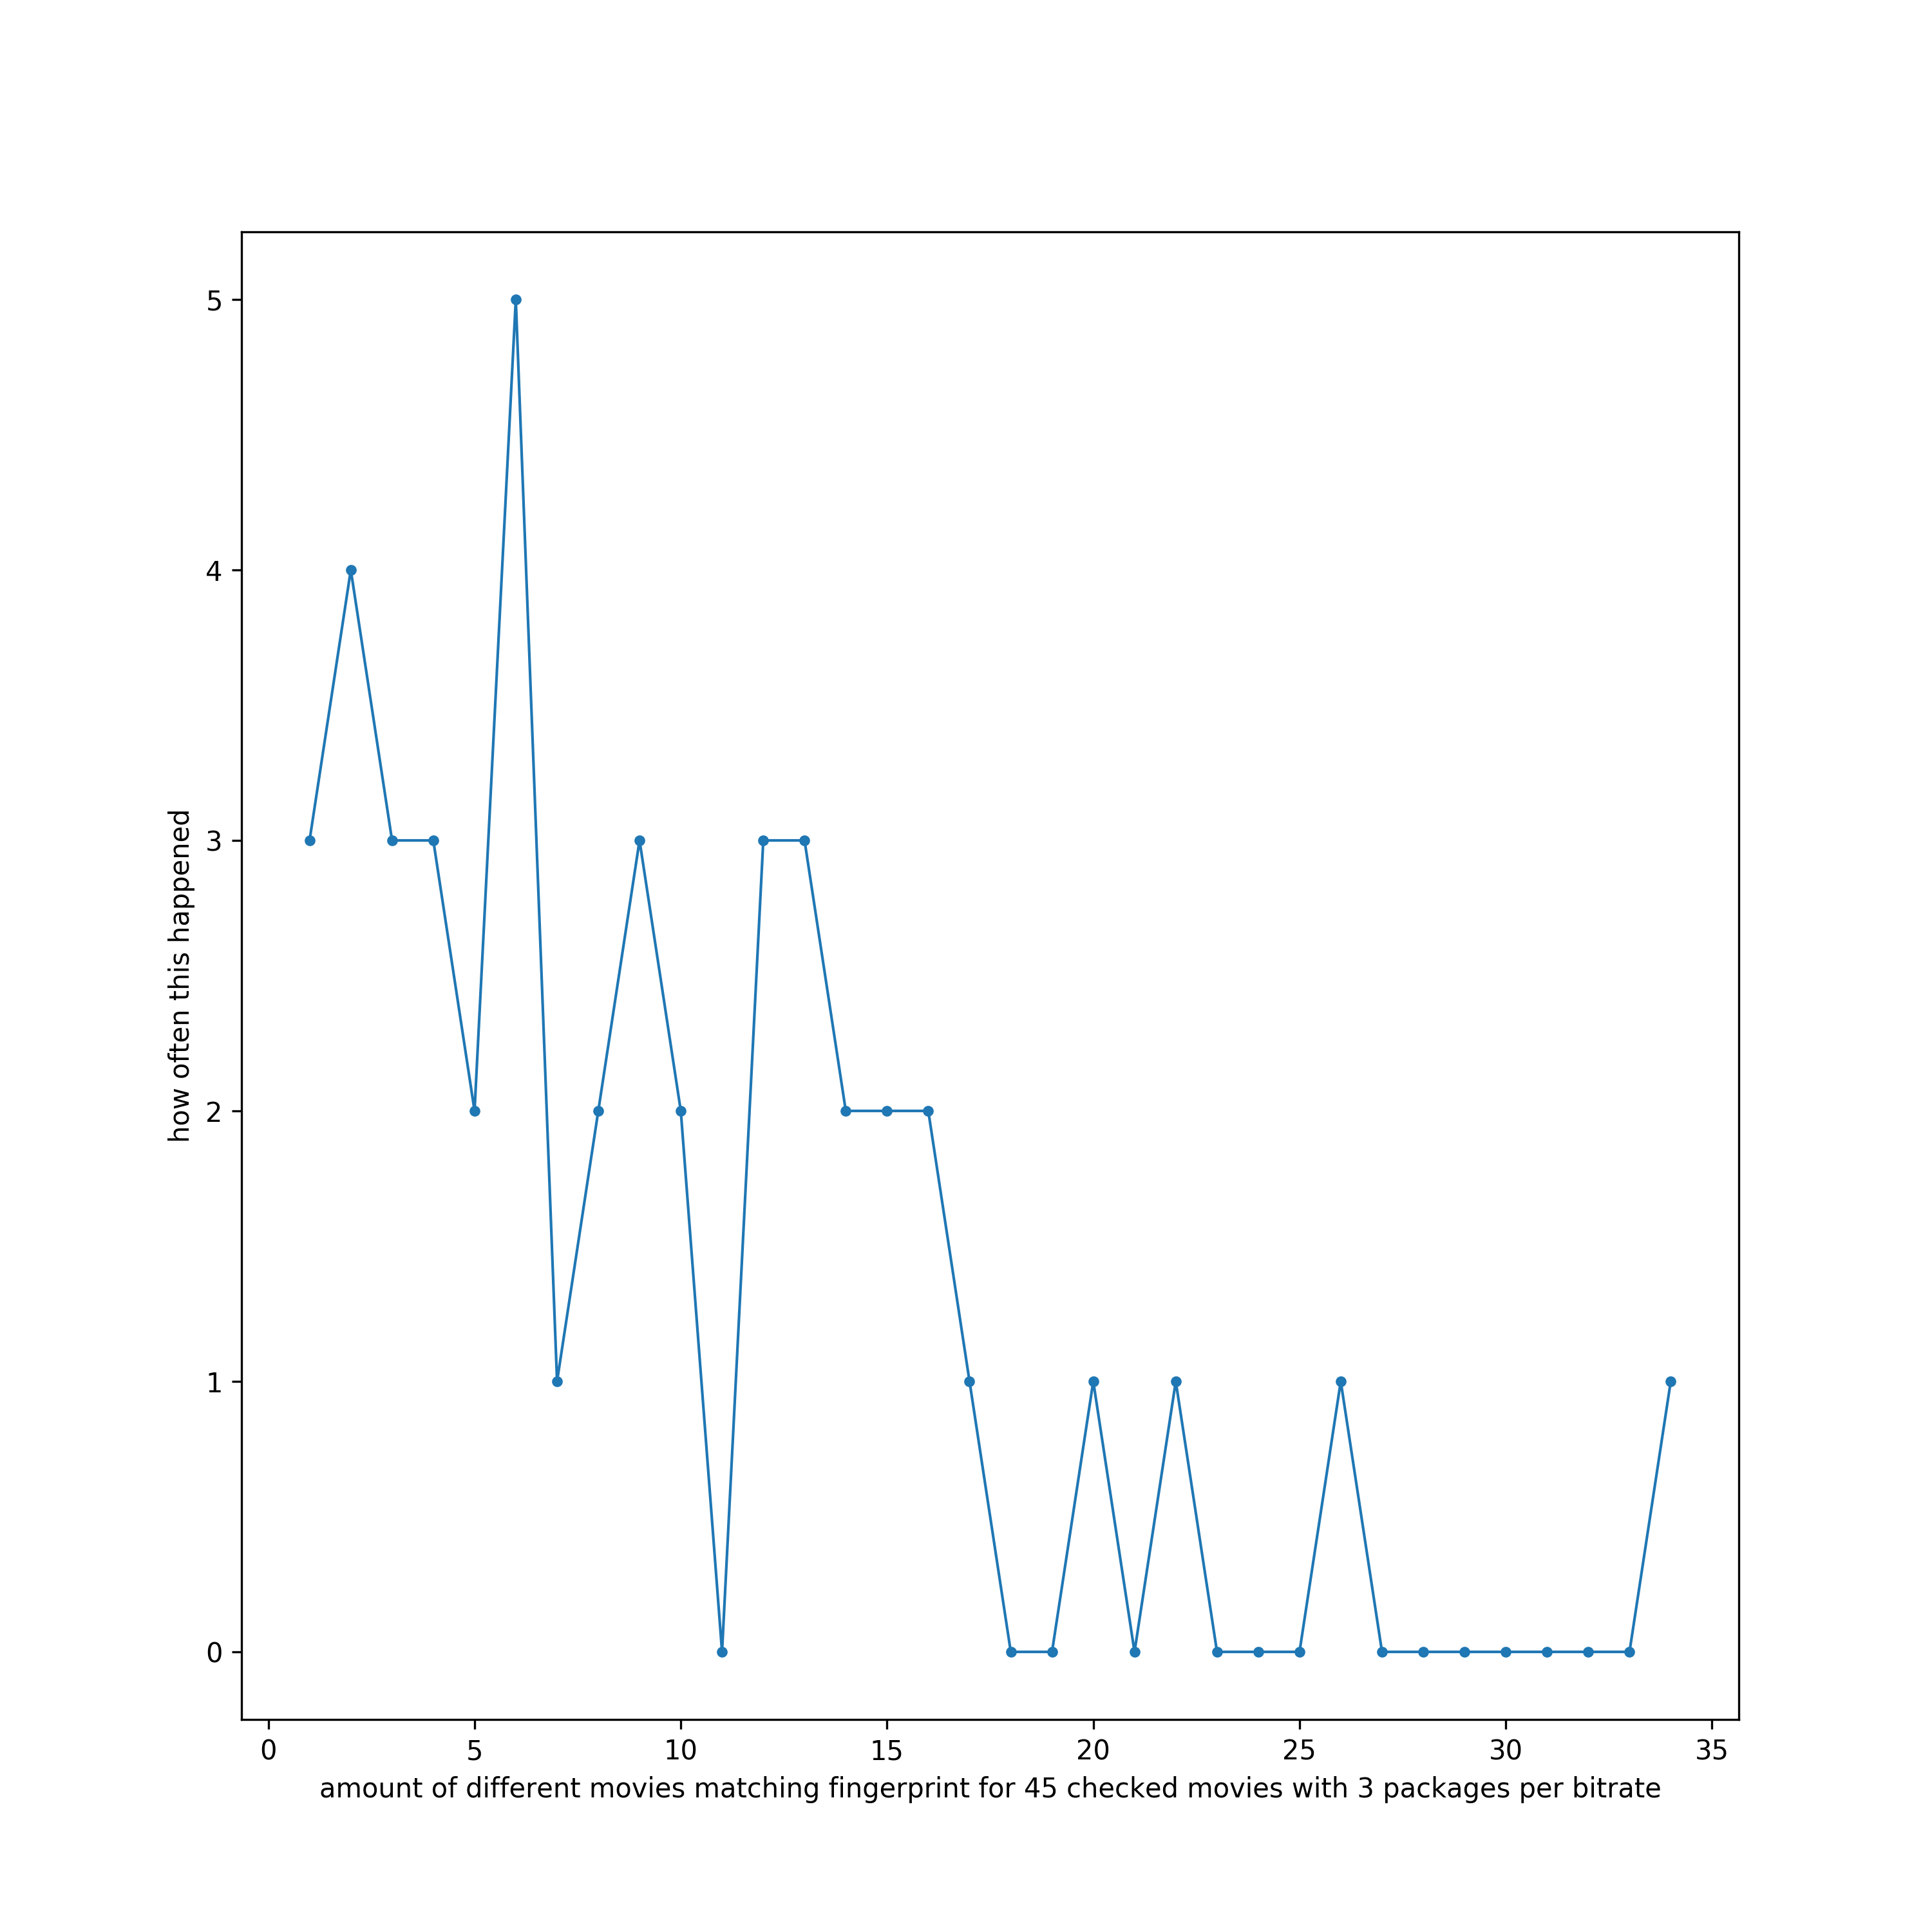 5
4
3
2
1
0
how often this happened
0 5 10 15 20 25 30 35
amount of different movies matching fingerprint for 45 checked movies with 3 packages per bitrate